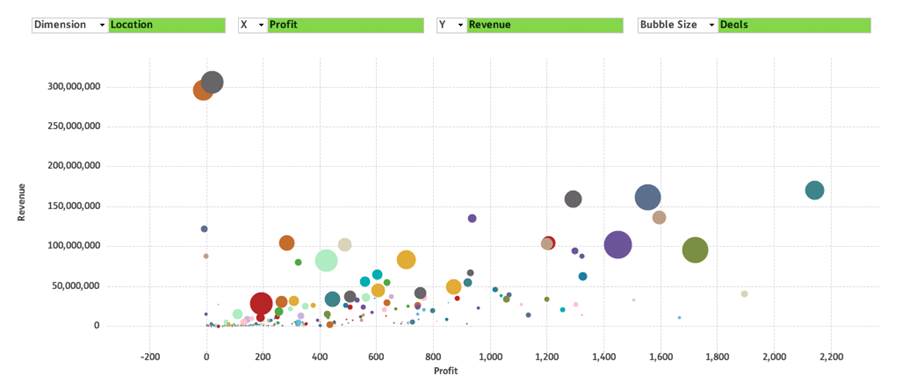 Dimension Location X Profit Y Revenue Bubble Size Deals
300,000,000
250,000,000
200,000,000
150,000,000
100,000,000
50,000,000
0
Revenue
-200 0 200 400 600 800 1,000 1,200 1,400 1,600 1,800 2,000 2,200
Profit